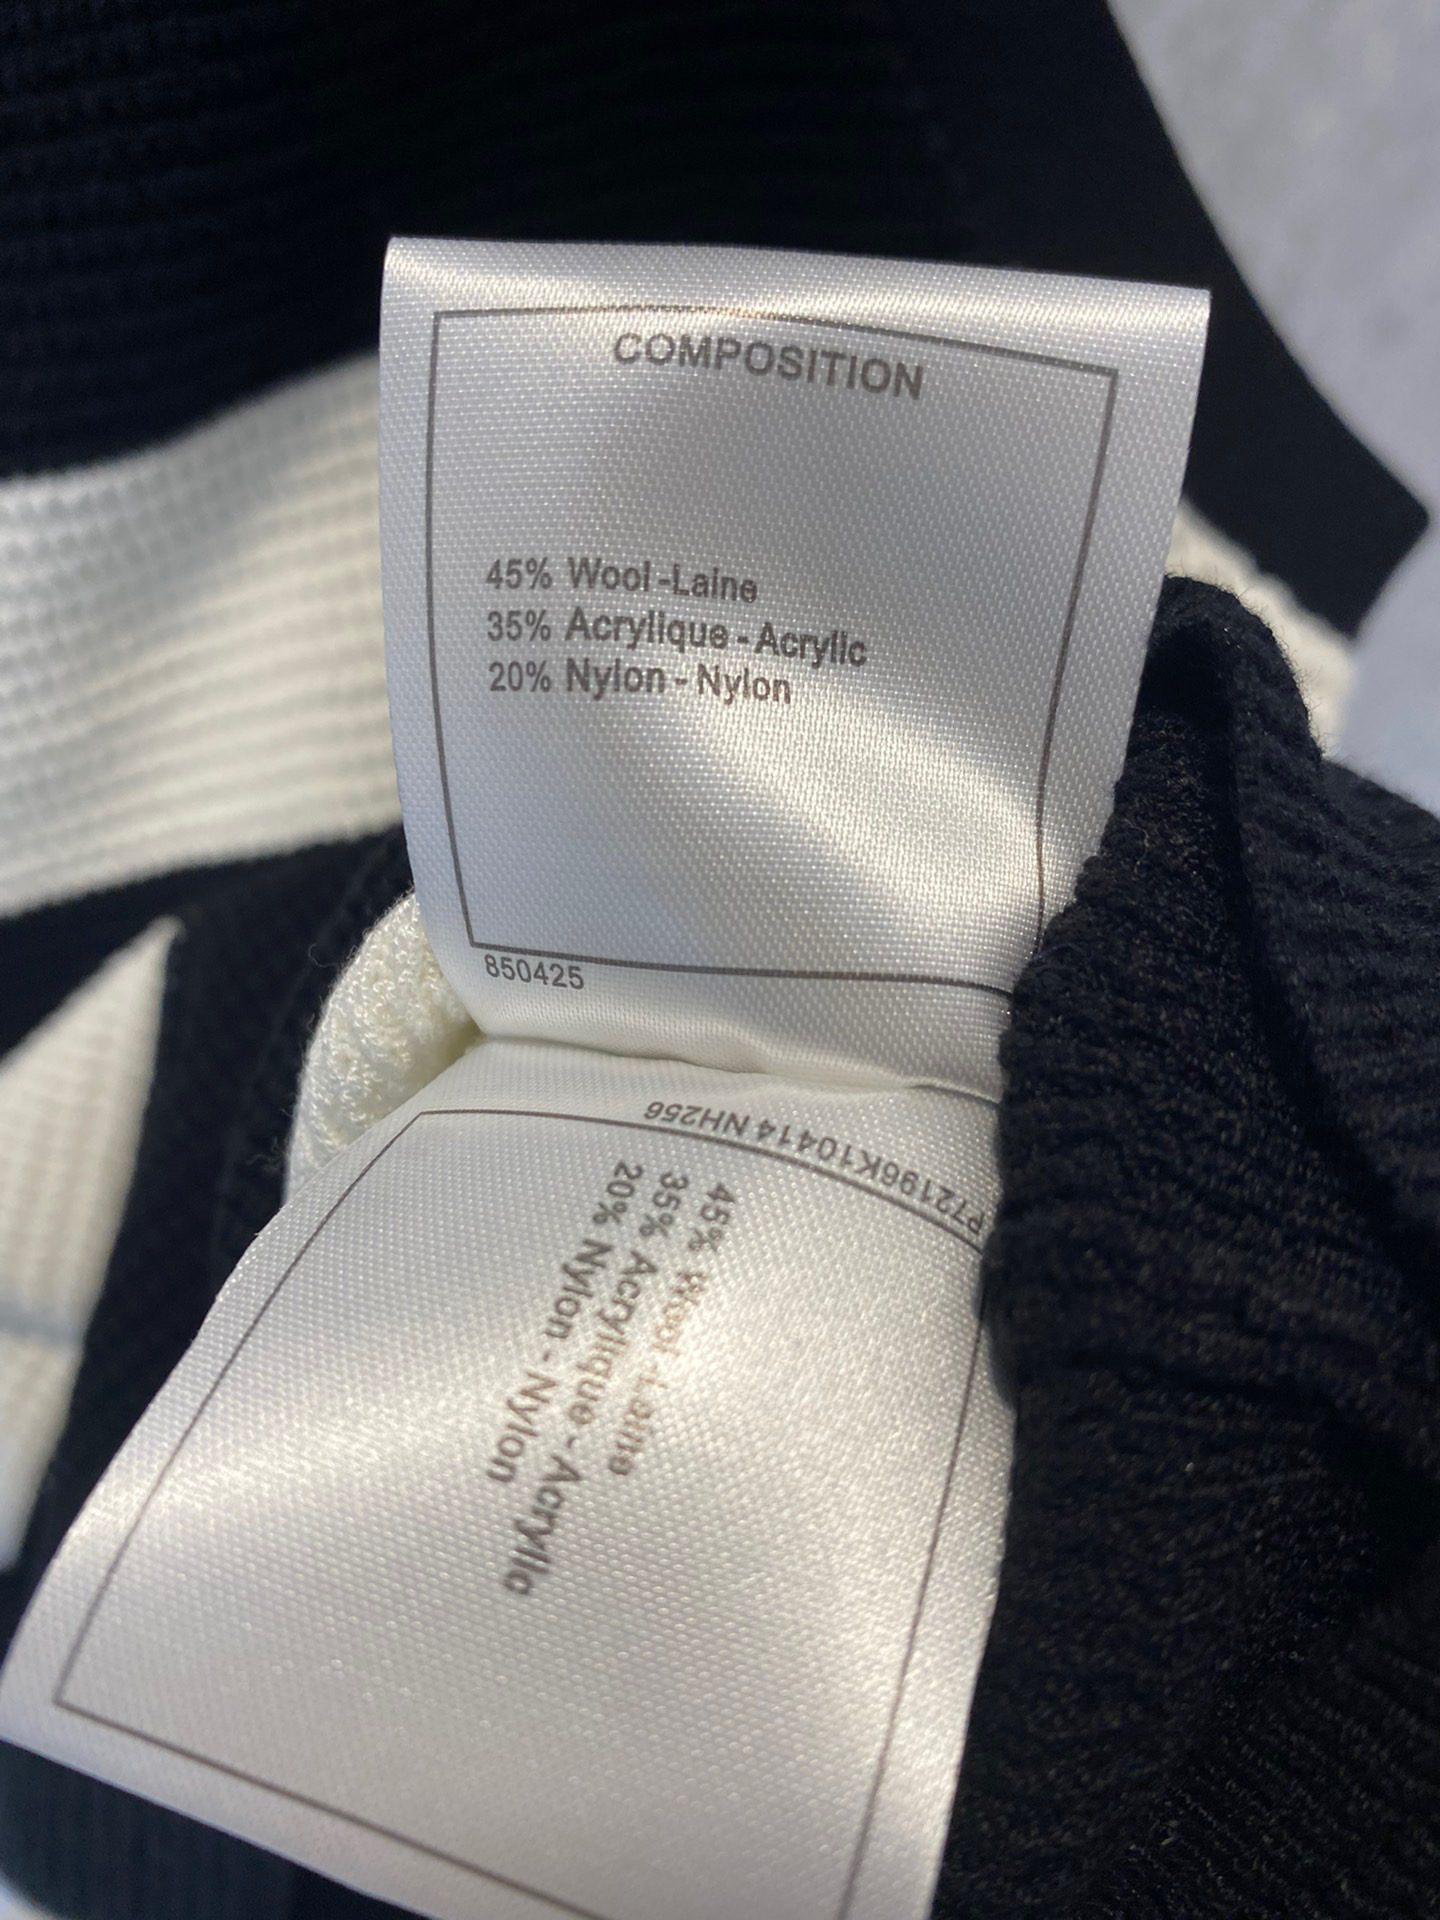 COMPOSITION
45% Wool -Laine
35% Acrylique - Acrylic
20% Nylon - Nylon
850425
P72196K10414 NH256
45% Wool -Laine
35% Acrylique - Acrylic
20% Nylon - Nylon